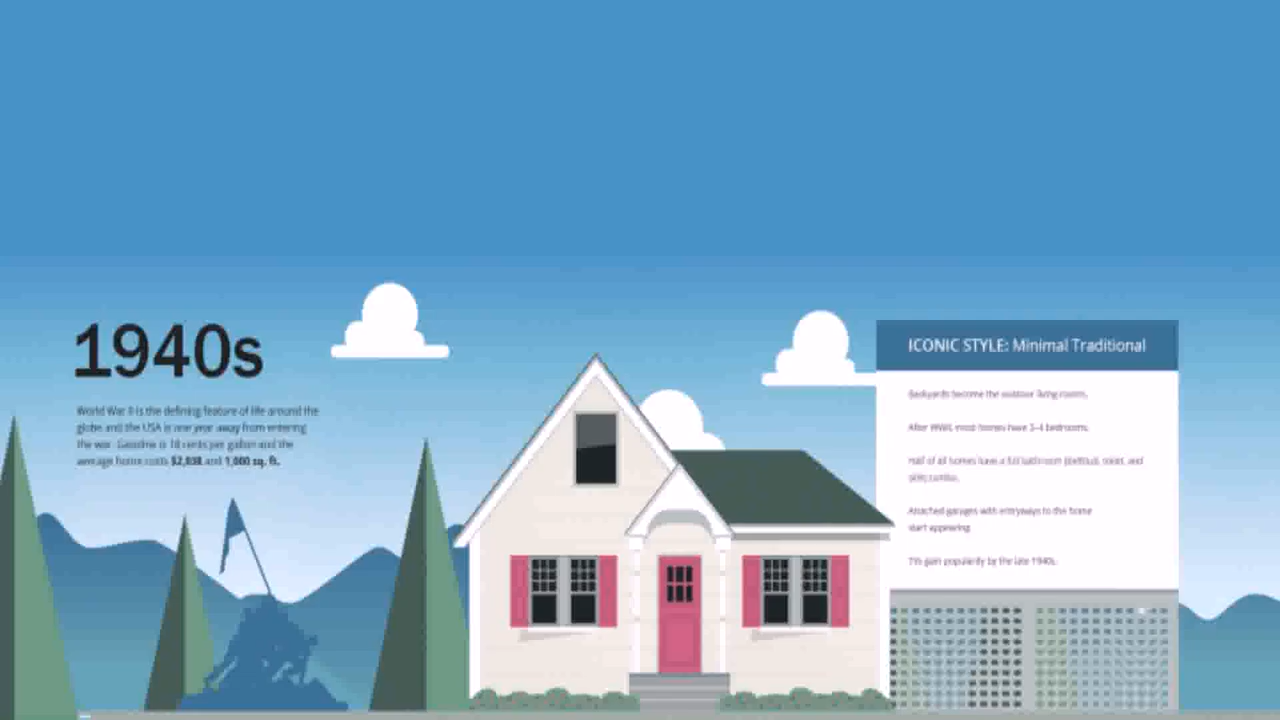 1940s
World War II is the defining feature of life around the
globe and the USA is one year away from entering
the war. Gasoline is 18 cents per gallon and the
average home costs $2,938 and 1,000 sq. ft.
ICONIC STYLE: Minimal Traditional
Backyards become the outdoor living rooms.
After WWII, most homes have 3-4 bedrooms.
Half of all homes have a full bathroom (bathtub, toilet, and
sink) combo.
Attached garages with entryways to the home
start appearing.
TVs gain popularity by the late 1940s.